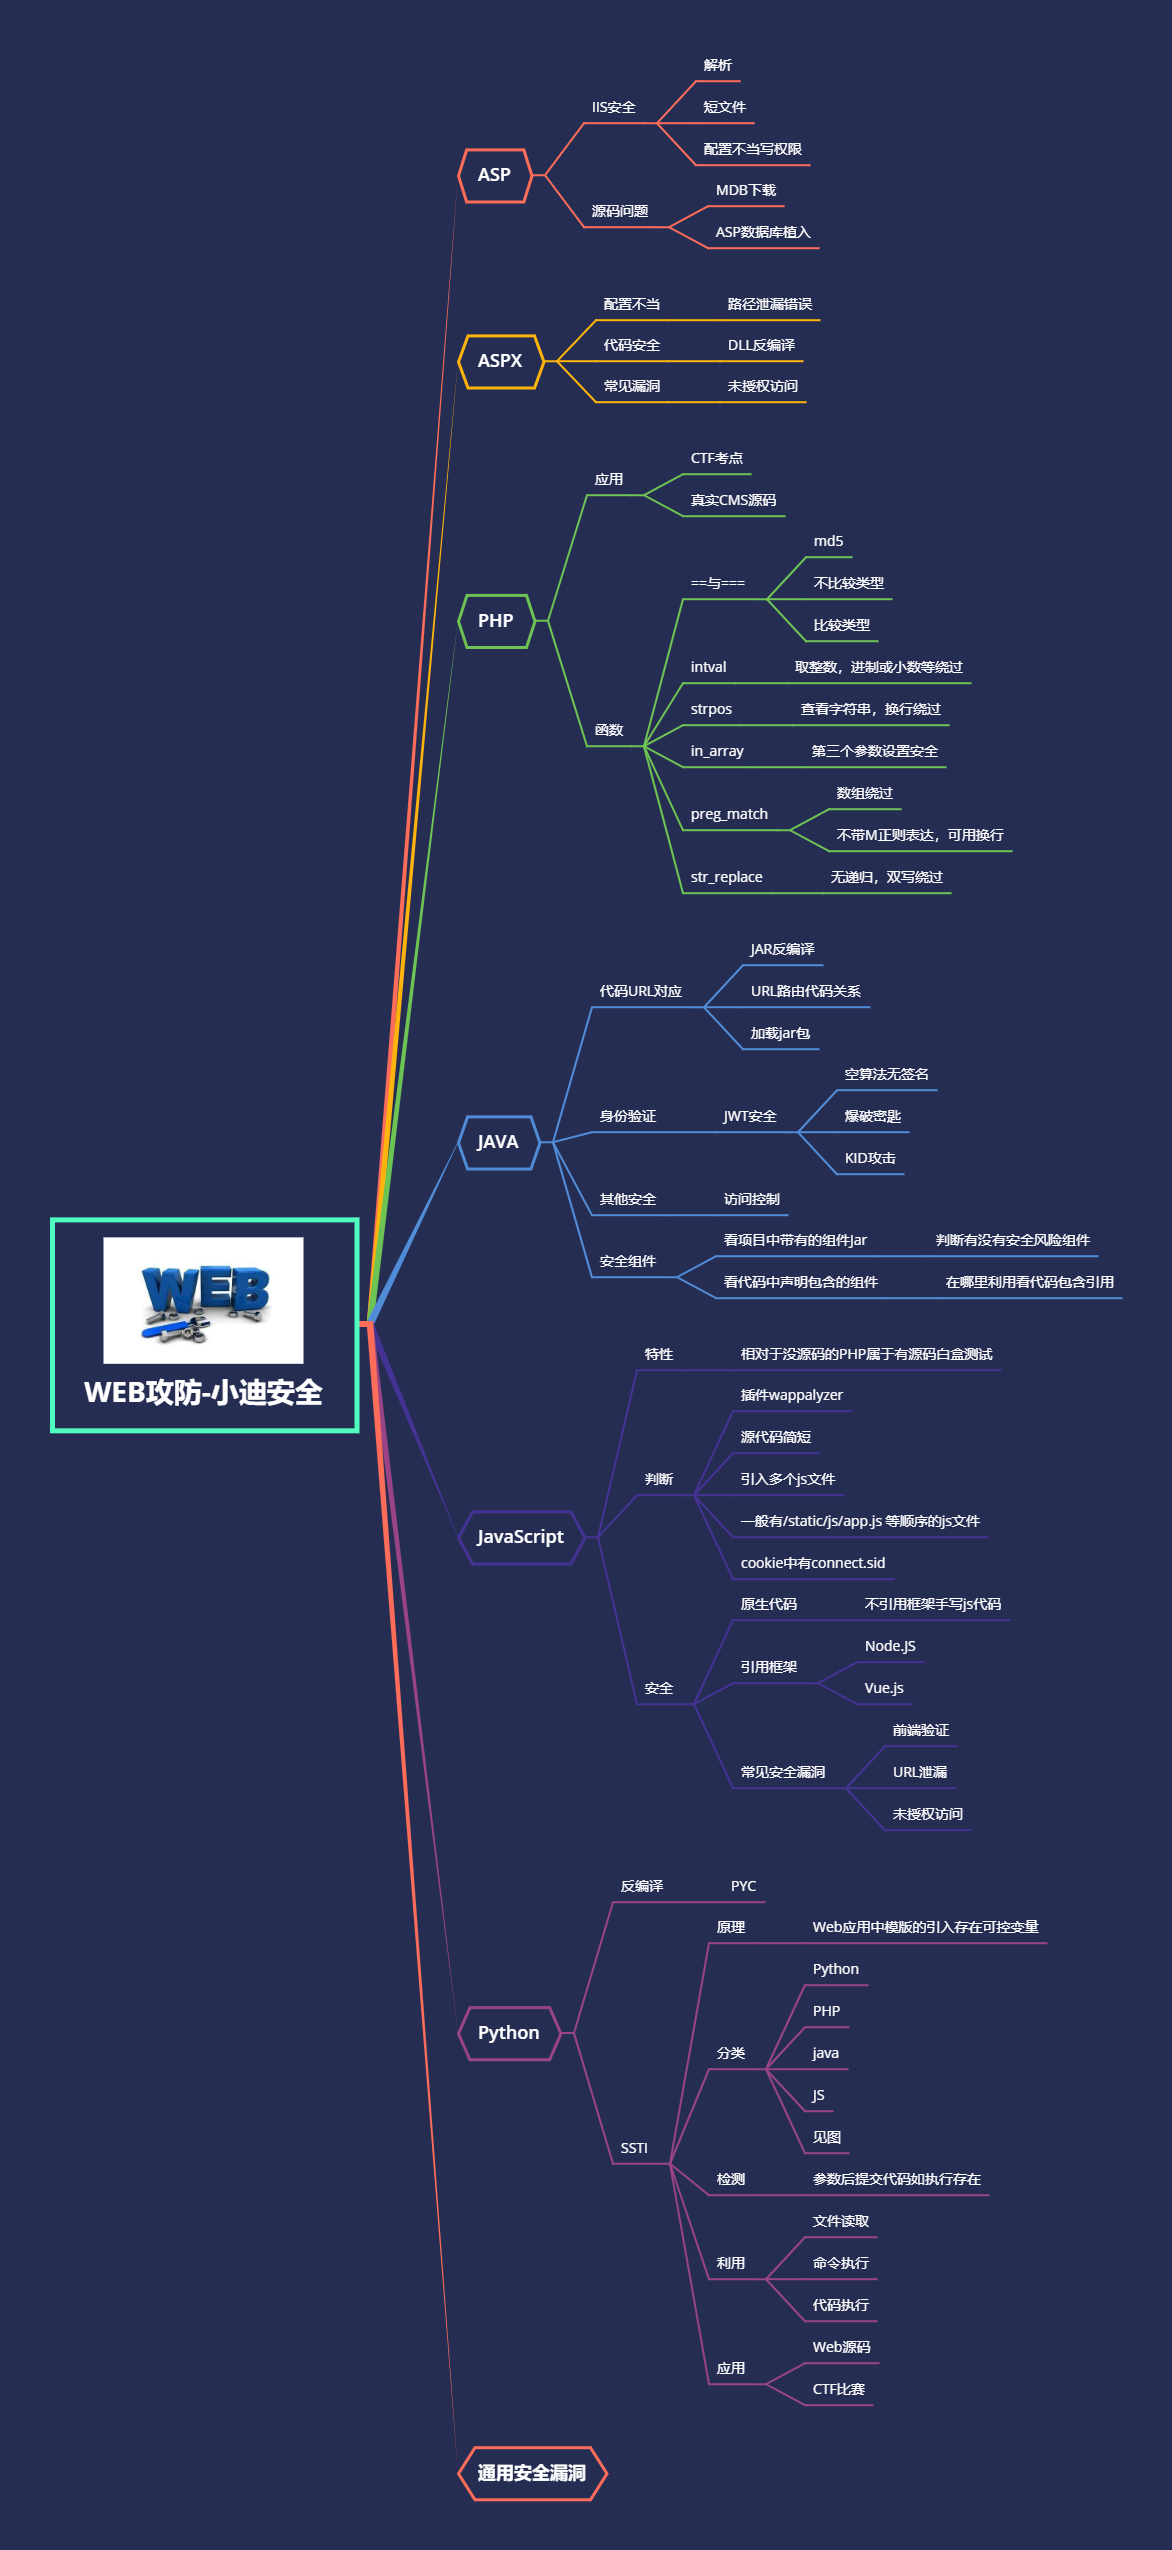 解析
IIS安全
短文件
配置不当写权限
ASP
MDB下载
源码问题
ASP数据库植入
配置不当
路径泄漏错误
ASPX
代码安全
DLL反编译
常见漏洞
未授权访问
CTF考点
应用
真实CMS源码
md5
==与===
不比较类型
PHP
比较类型
intval
取整数，进制或小数等绕过
strpos
查看字符串，换行绕过
函数
in_array
第三个参数设置安全
数组绕过
preg_match
不带M正则表达，可用换行
str_replace
无递归，双写绕过
JAR反编译
代码URL对应
URL路由代码关系
加载jar包
空算法无签名
身份验证
JWT安全
爆破密匙
JAVA
KID攻击
其他安全
访问控制
看项目中带有的组件Jar
判断有没有安全风险组件
安全组件
看代码中声明包含的组件
在哪里利用看代码包含引用
WEB
WEB攻防-小迪安全
特性
相对于没源码的PHP属于有源码白盒测试
插件wappalyzer
源代码简短
判断
引入多个js文件
一般有/static/js/app.js 等顺序的js文件
JavaScript
cookie中有connect.sid
原生代码
不引用框架手写js代码
Node.JS
引用框架
安全
Vue.js
前端验证
常见安全漏洞
URL泄漏
未授权访问
反编译
PYC
原理
Web应用中模版的引入存在可控变量
Python
Python
PHP
分类
java
JS
见图
SSTI
检测
参数后提交代码如执行存在
文件读取
利用
命令执行
代码执行
Web源码
应用
CTF比赛
通用安全漏洞